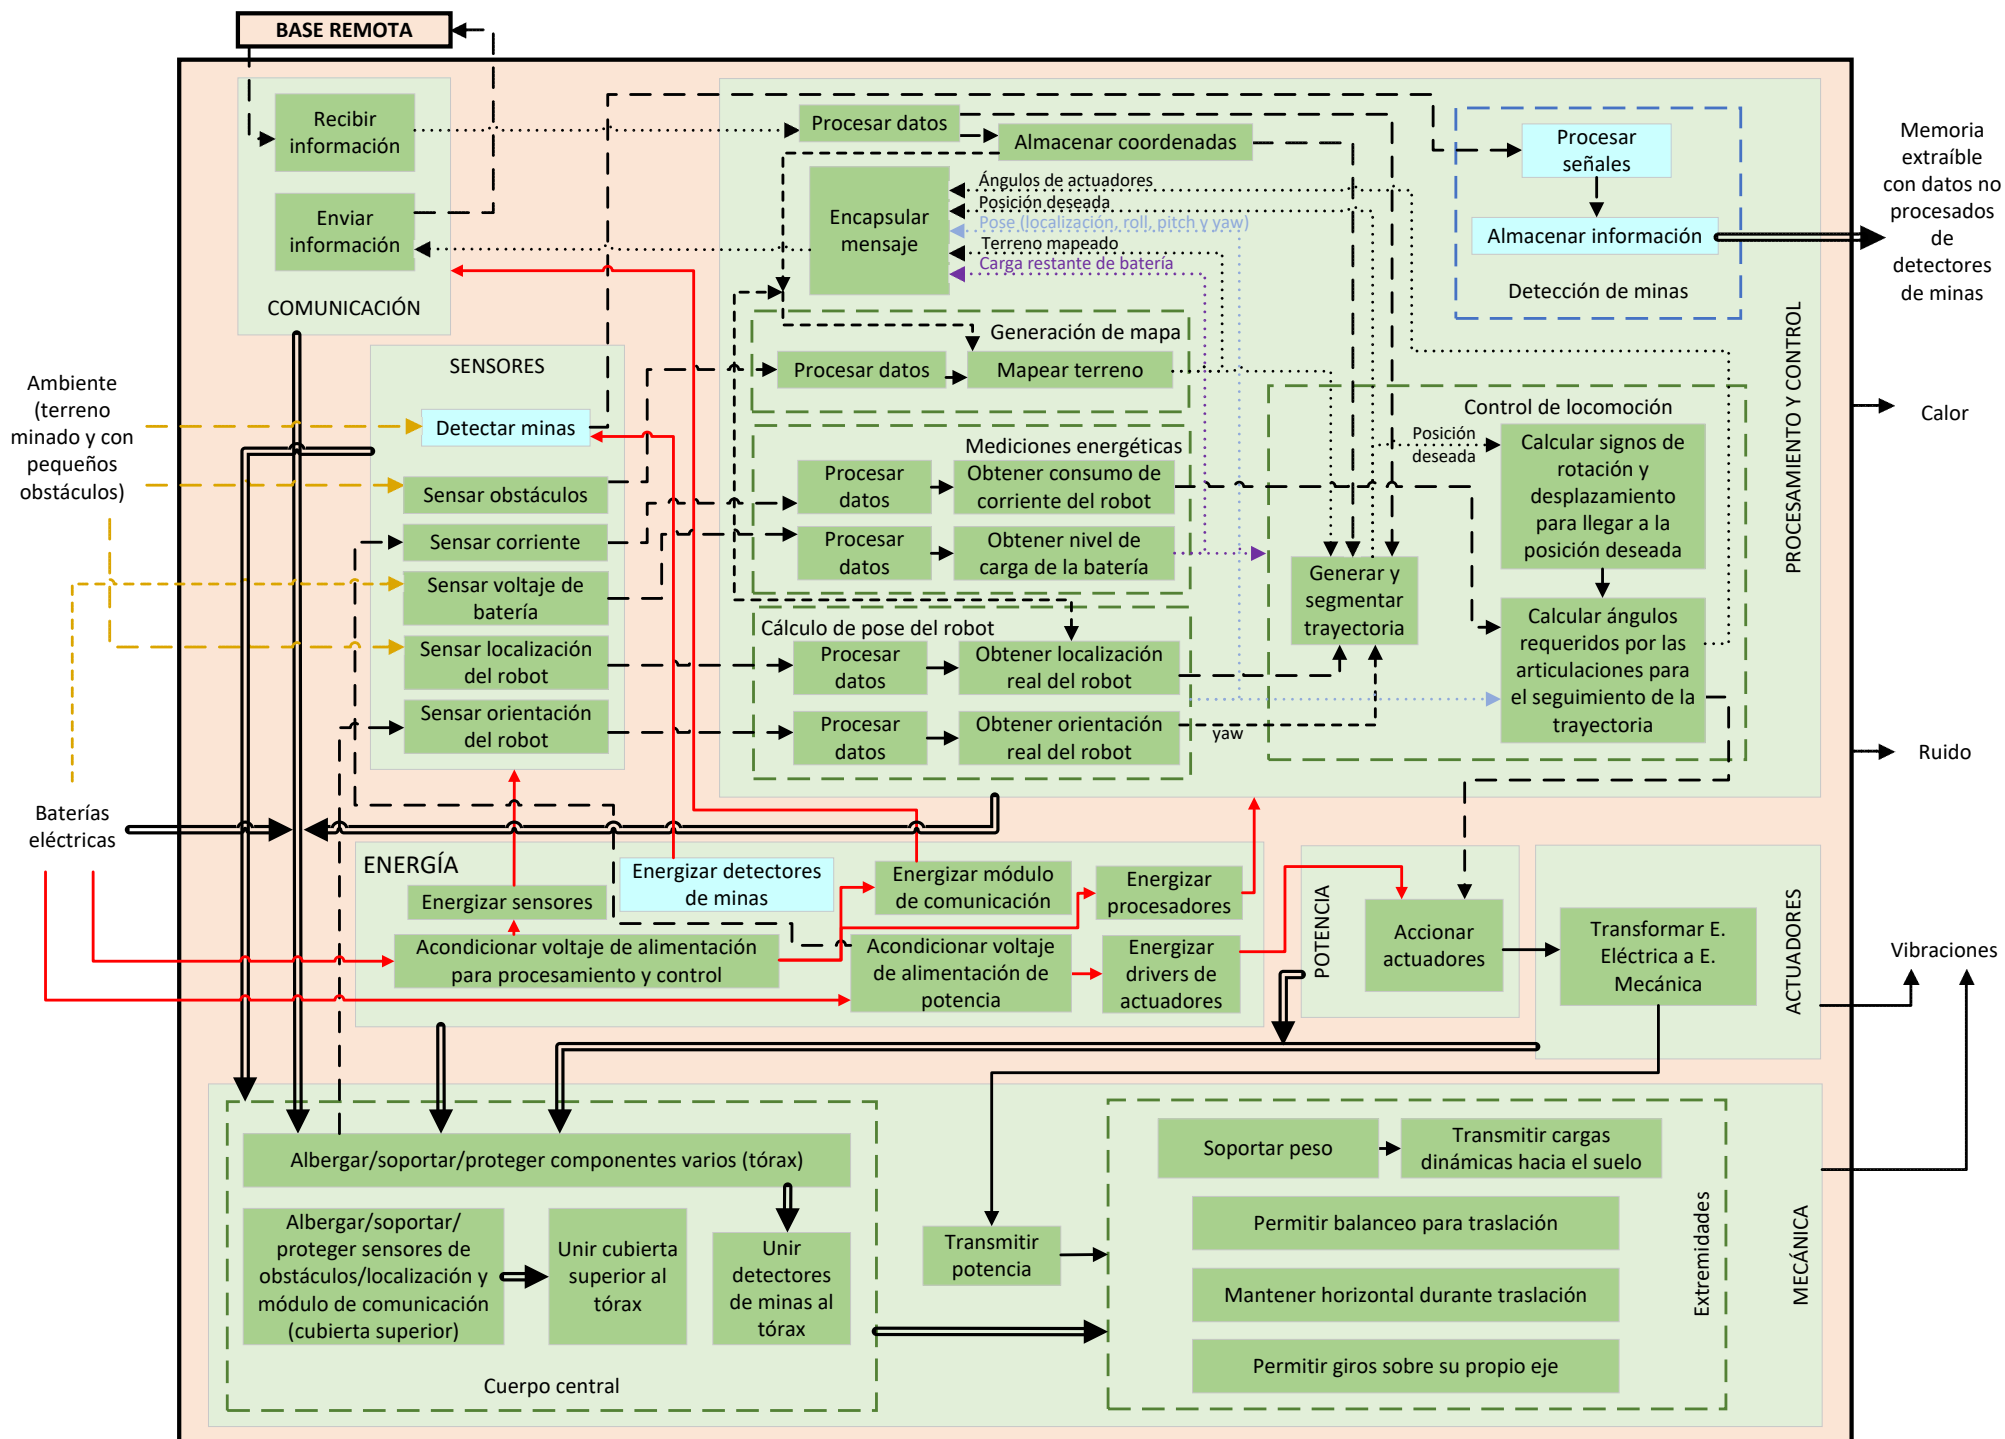 BASE REMOTA
Recibir
información
Enviar
información
COMUNICACIÓN
Procesar datos
Almacenar coordenadas
Encapsular
mensaje
Ángulos de actuadores
Posición deseada
Pose (localización, roll, pitch y yaw)
Terreno mapeado
Carga restante de batería
Procesar
señales
Almacenar información
Detección de minas
Memoria
extraíble
con datos no
procesados
de
detectores
de minas
PROCESAMIENTO Y CONTROL
Generación de mapa
Procesar datos
Mapear terreno
Ambiente
(terreno
minado y con
pequeños
obstáculos)
SENSORES
Detectar minas
Sensar obstáculos
Sensar corriente
Sensar voltaje de
batería
Sensar localización
del robot
Sensar orientación
del robot
Mediciones energéticas
Procesar
datos
Obtener consumo de
corriente del robot
Procesar
datos
Obtener nivel de
carga de la batería
Cálculo de pose del robot
Procesar
datos
Obtener localización
real del robot
Procesar
datos
Obtener orientación
real del robot
yaw
Control de locomoción
Posición
deseada
Calcular signos de
rotación y
desplazamiento
para llegar a la
posición deseada
Generar y
segmentar
trayectoria
Calcular ángulos
requeridos por las
articulaciones para
el seguimiento de la
trayectoria
Calor
Ruido
Vibraciones
Baterías
eléctricas
ENERGÍA
Energizar sensores
Energizar detectores
de minas
Energizar módulo
de comunicación
Energizar
procesadores
Acondicionar voltaje de alimentación
para procesamiento y control
Acondicionar voltaje
de alimentación de
potencia
Energizar
drivers de
actuadores
POTENCIA
Accionar
actuadores
Transformar E.
Eléctrica a E.
Mecánica
ACTUADORES
Albergar/soportar/proteger componentes varios (tórax)
Albergar/soportar/
proteger sensores de
obstáculos/localización y
módulo de comunicación
(cubierta superior)
Unir cubierta
superior al
tórax
Unir
detectores
de minas al
tórax
Cuerpo central
Transmitir
potencia
Soportar peso
Transmitir cargas
dinámicas hacia el suelo
Permitir balanceo para traslación
Mantener horizontal durante traslación
Permitir giros sobre su propio eje
Extremidades
MECÁNICA